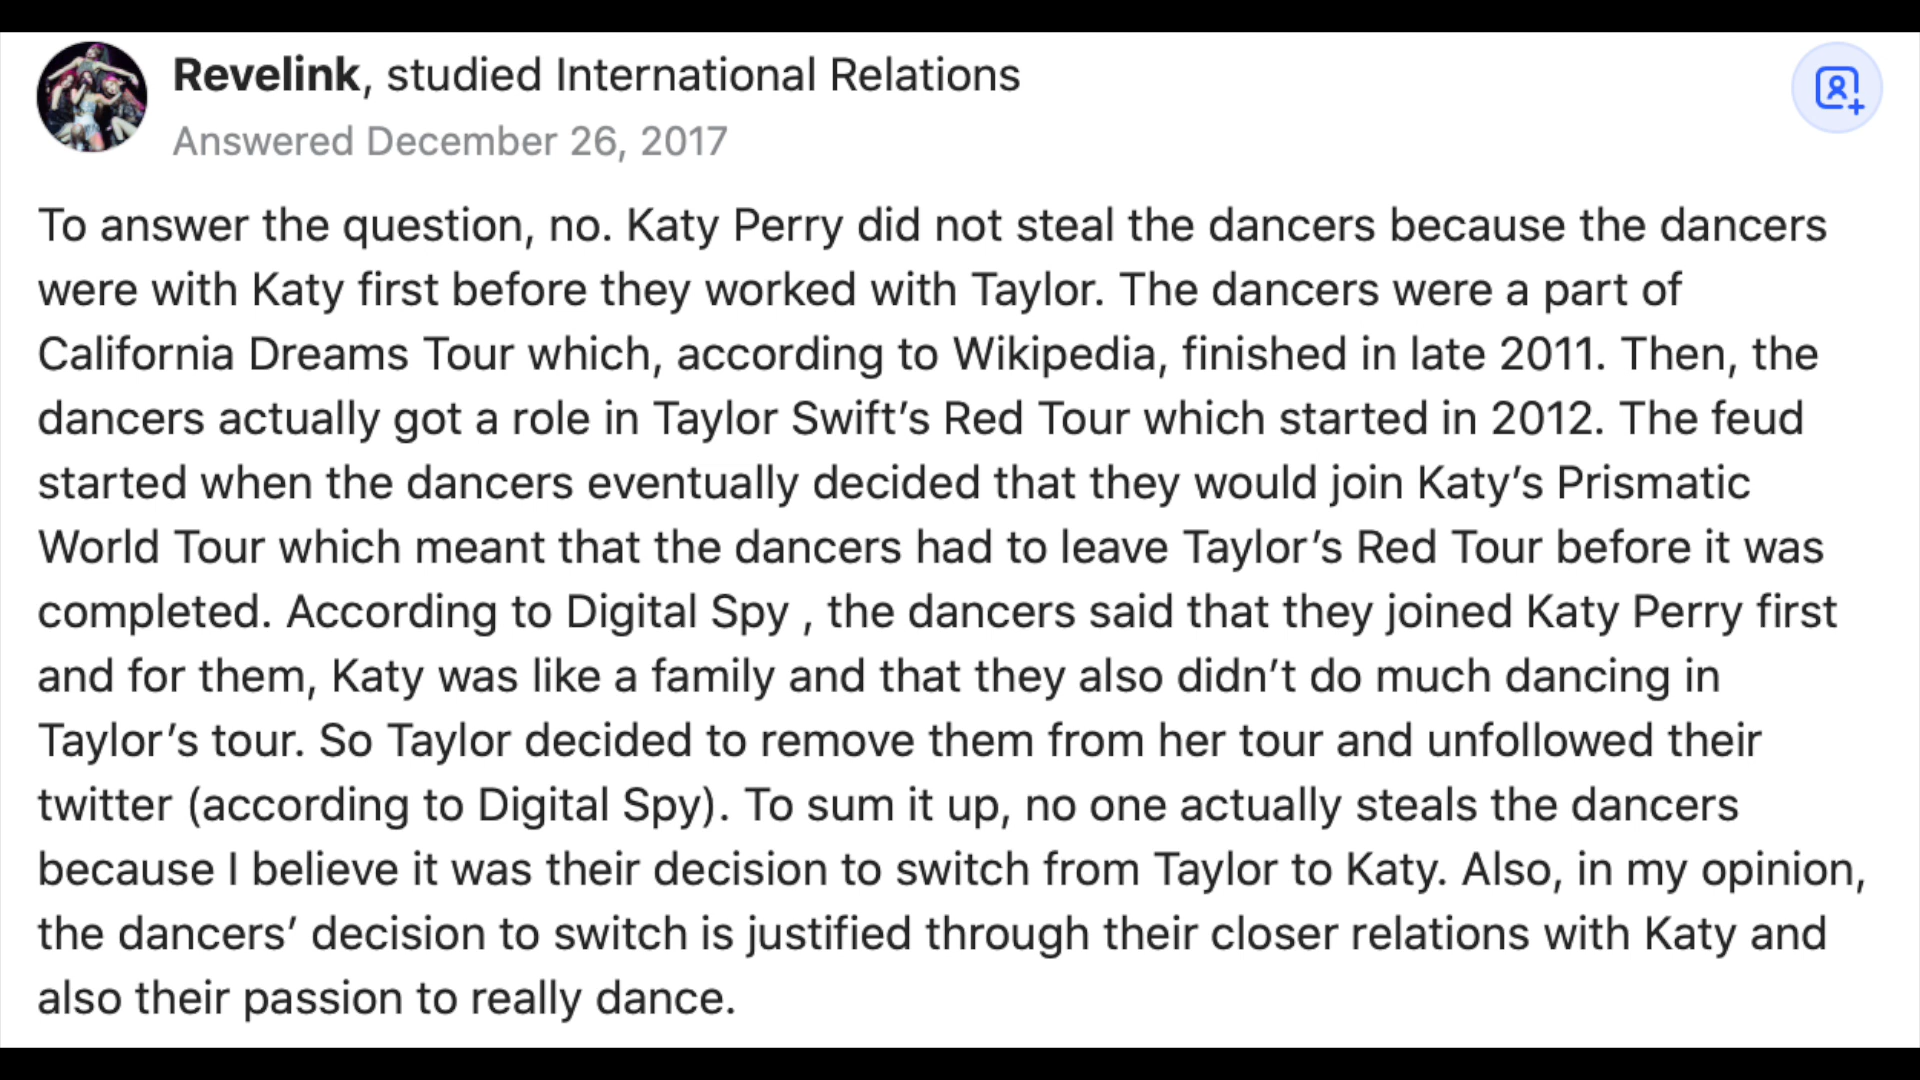 Revelink, studied International Relations
Answered December 26, 2017
To answer the question, no. Katy Perry did not steal the dancers because the dancers
were with Katy first before they worked with Taylor. The dancers were a part of
California Dreams Tour which, according to Wikipedia, finished in late 2011. Then, the
dancers actually got a role in Taylor Swift’s Red Tour which started in 2012. The feud
started when the dancers eventually decided that they would join Katy’s Prismatic
World Tour which meant that the dancers had to leave Taylor’s Red Tour before it was
completed. According to Digital Spy , the dancers said that they joined Katy Perry first
and for them, Katy was like a family and that they also didn’t do much dancing in
Taylor’s tour. So Taylor decided to remove them from her tour and unfollowed their
twitter (according to Digital Spy). To sum it up, no one actually steals the dancers
because I believe it was their decision to switch from Taylor to Katy. Also, in my opinion,
the dancers’ decision to switch is justified through their closer relations with Katy and
also their passion to really dance.